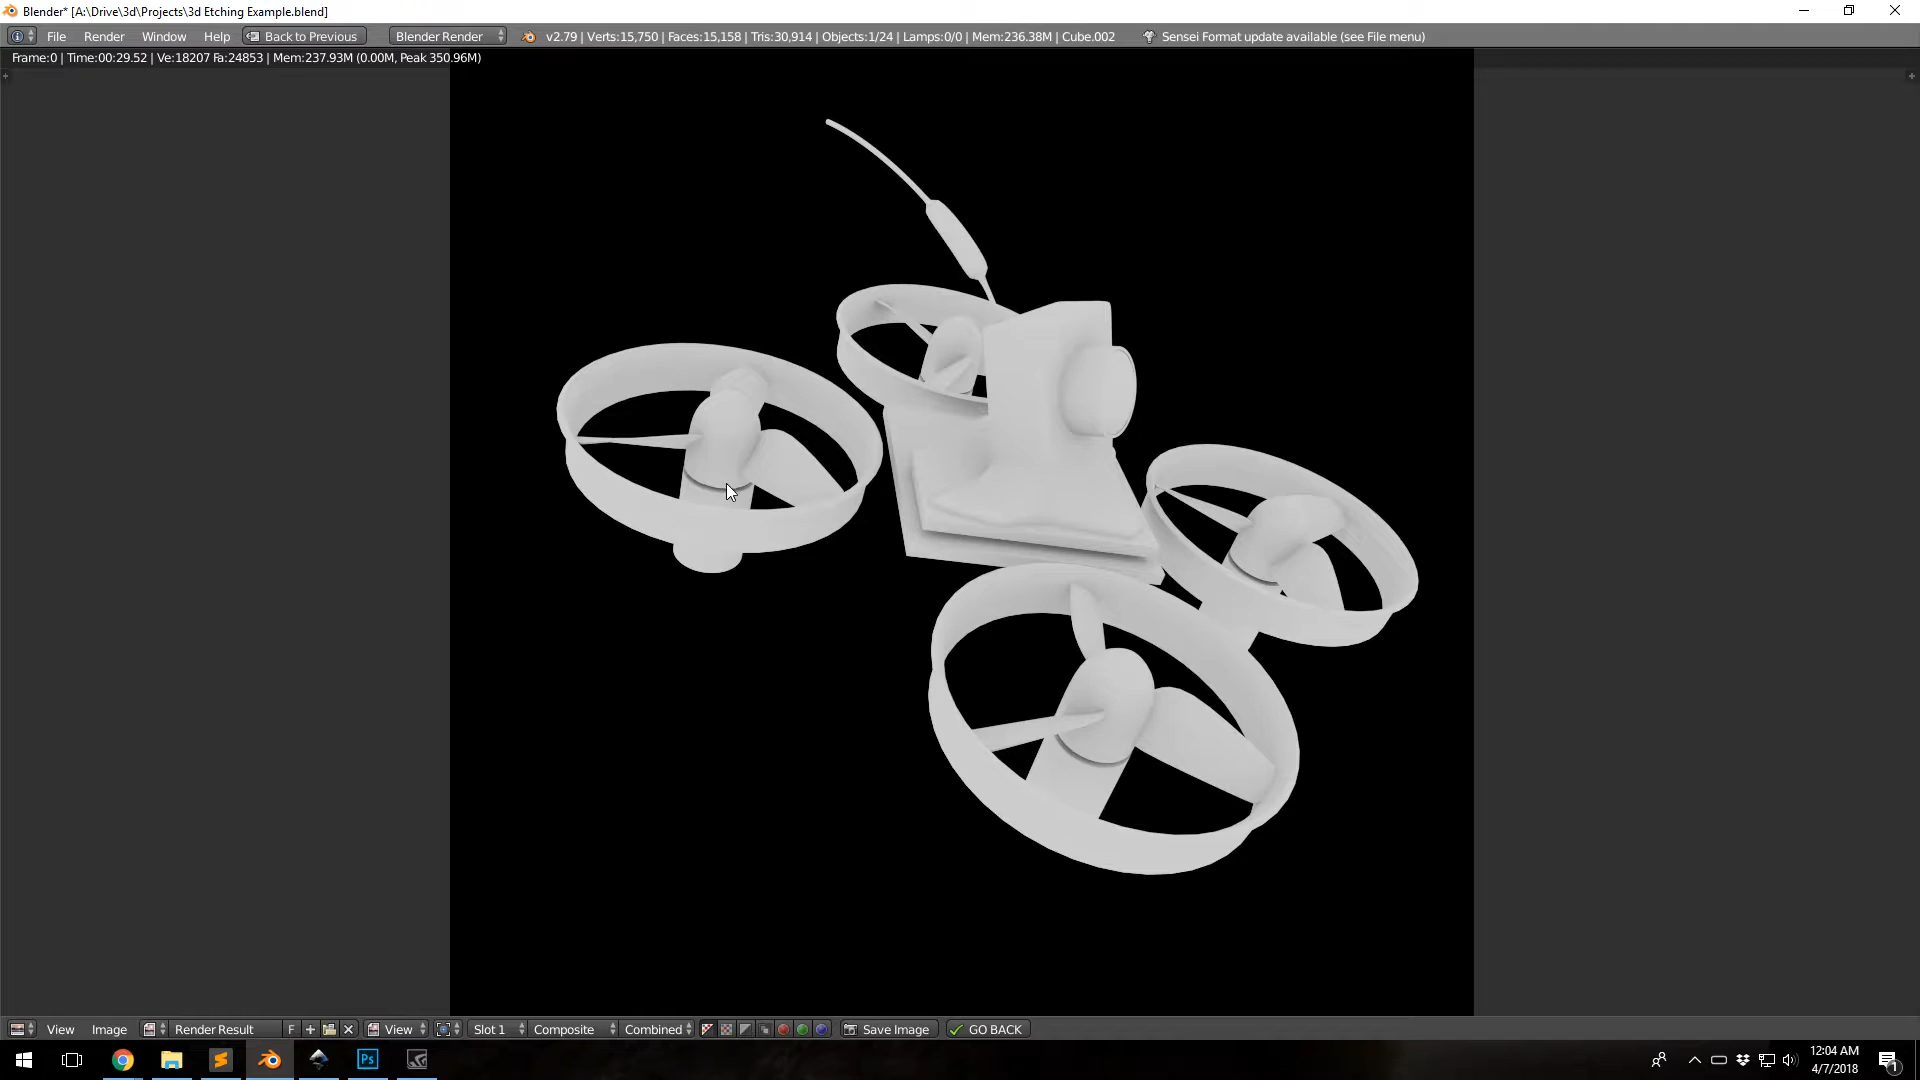 Blender* [A:\Drive\3d\Projects\3d Etching Example.blend]
File Render Window Help Back to Previous Blender Render v2.79 | Verts:15,750 | Faces:15,158 | Tris:30,914 | Objects:1/24 | Lamps:0/0 | Mem:236.38M | Cube.002 Sensei Format update available (see File menu)
Frame:0 | Time:00:29.52 | Ve:18207 Fa:24853 | Mem:237.93M (0.00M, Peak 350.96M)
View Image Render Result F View Slot 1 Composite Combined Save Image GO BACK
Ps
12:04 AM
4/7/2018
1